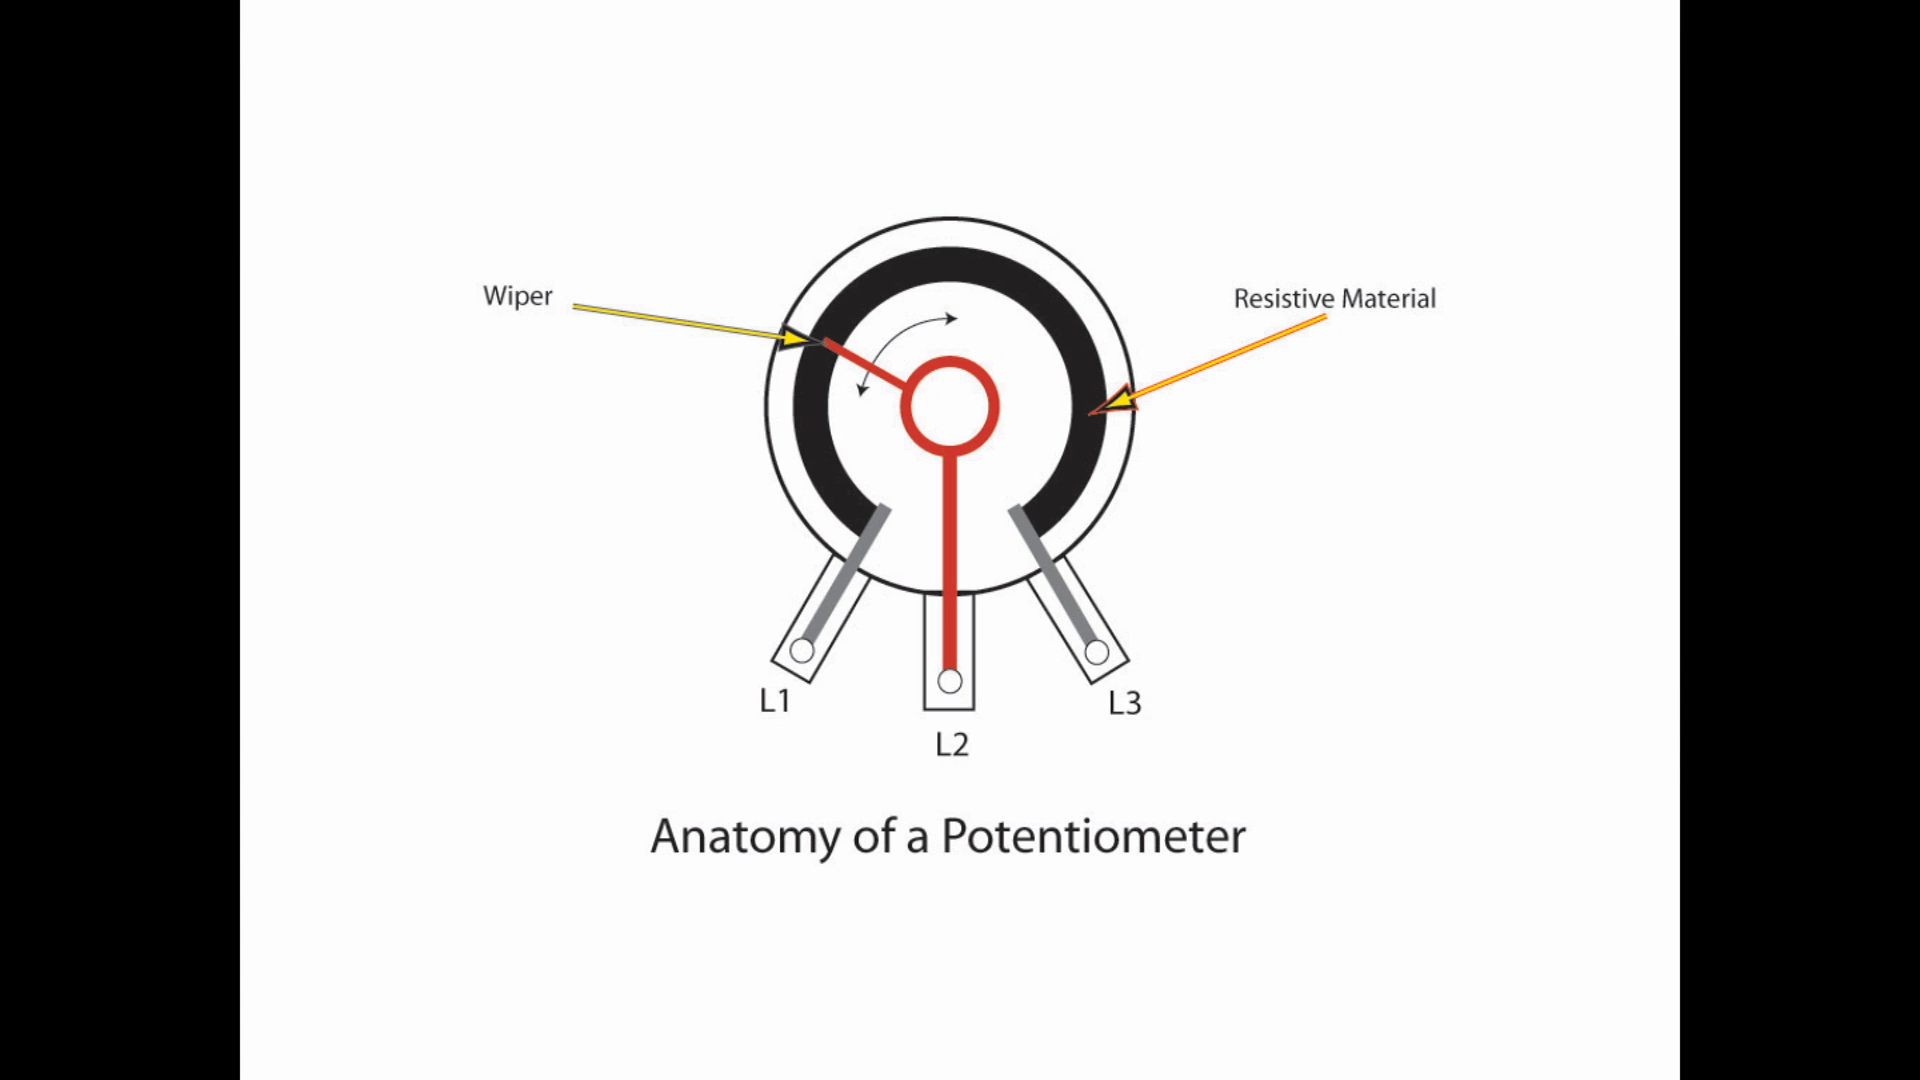 Wiper
Resistive Material
L1
L3
L2
Anatomy of a Potentiometer